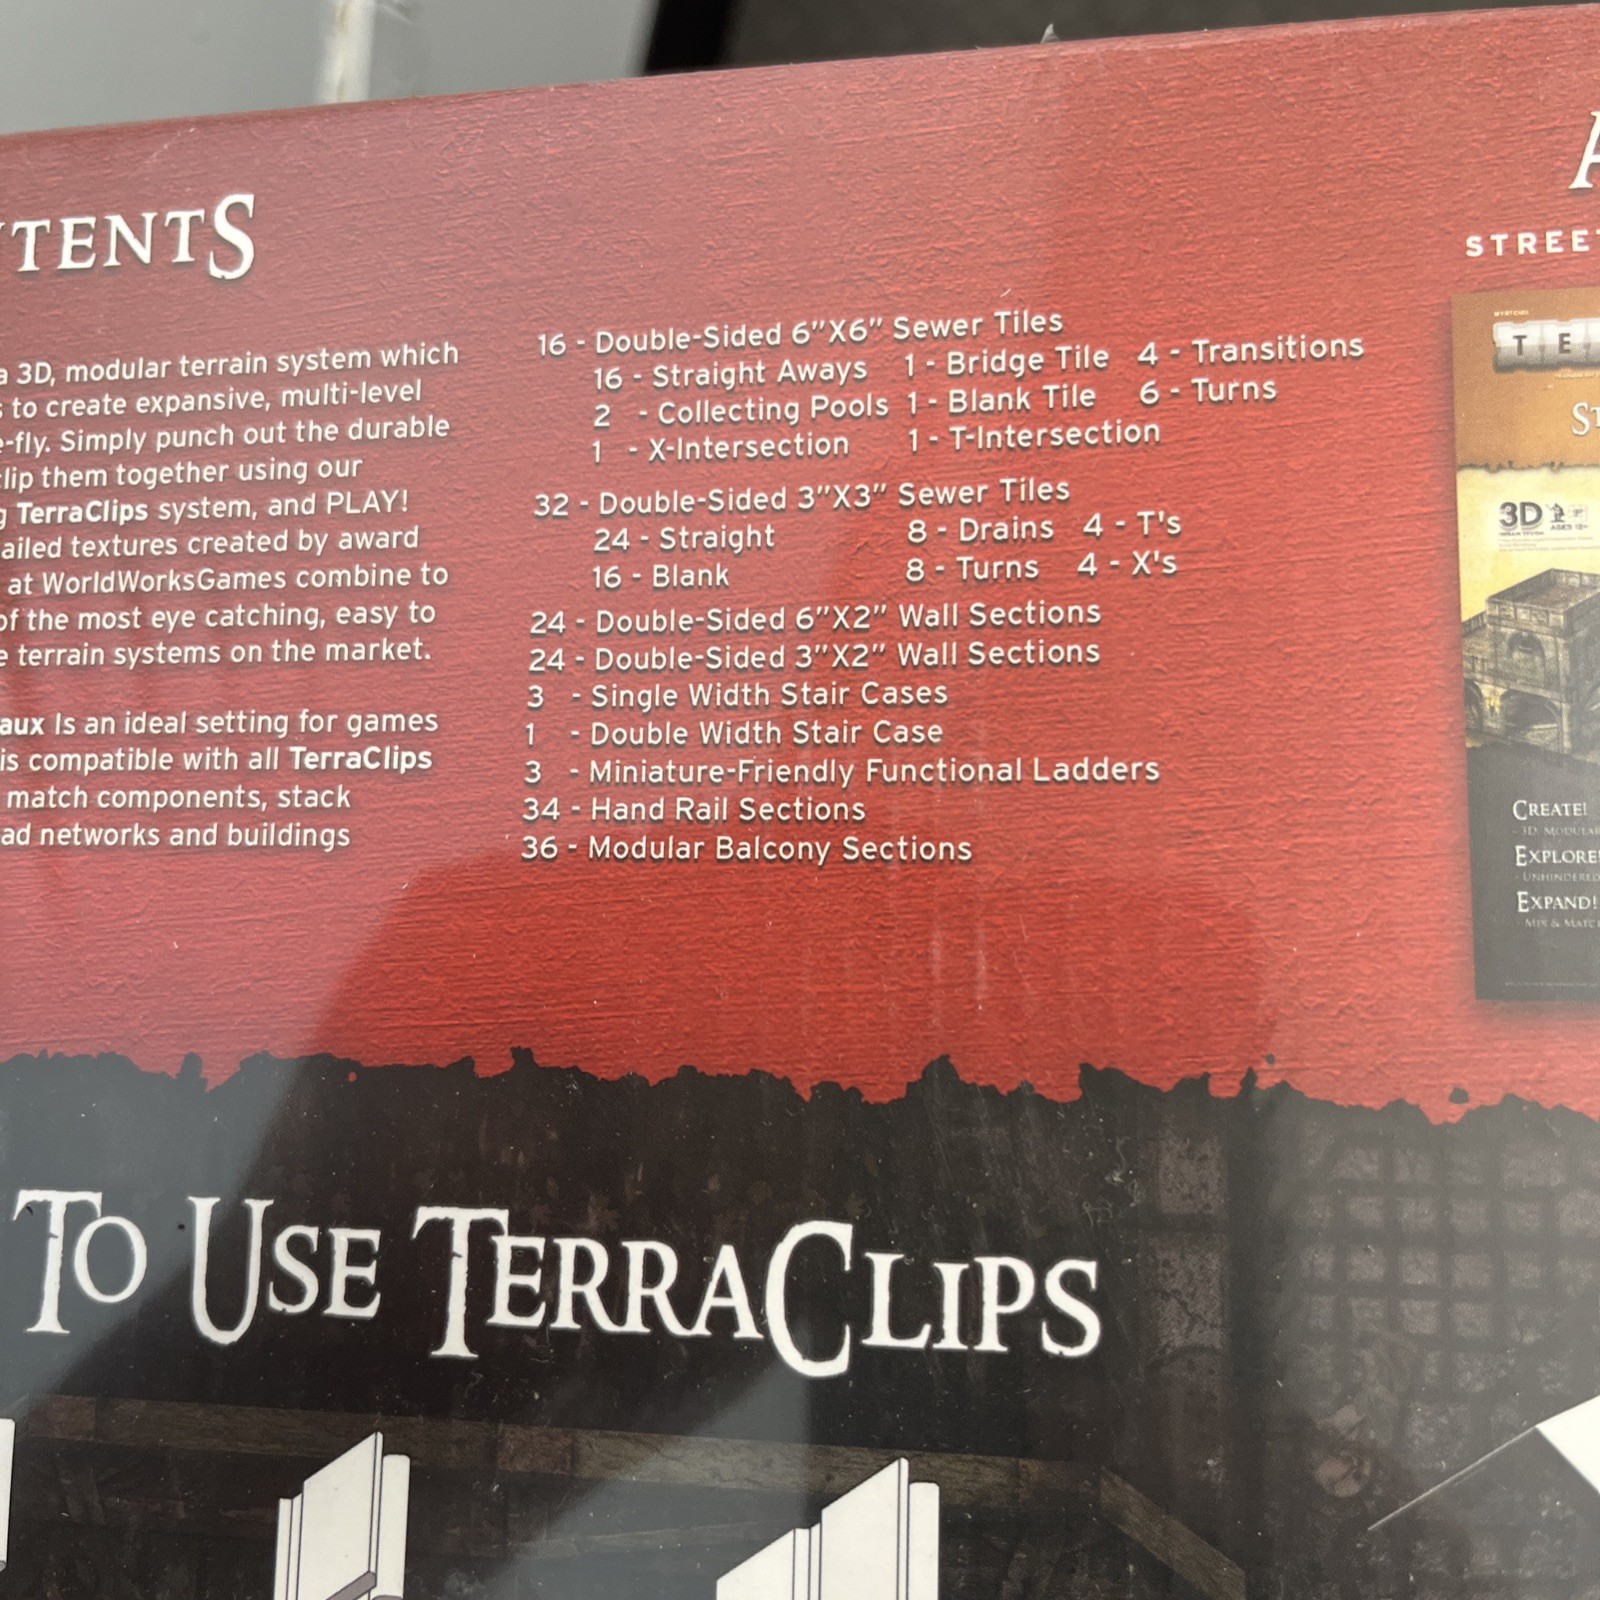 TENTS
a 3D, modular terrain system which
to create expansive, multi-level
-fly. Simply punch out the durable
lip them together using our
TerraClips system, and PLAY!
ailed textures created by award
at WorldWorksGames combine to
of the most eye catching, easy to
e terrain systems on the market.
aux Is an ideal setting for games
is compatible with all TerraClips
match components, stack
ad networks and buildings
16 - Double-Sided 6"X6" Sewer Tiles
16 - Straight Aways 1 - Bridge Tile 4 - Transitions
2 - Collecting Pools 1 - Blank Tile 6 - Turns
1 - X-Intersection 1 - T-Intersection
32 - Double-Sided 3"X3" Sewer Tiles
24 - Straight 8 - Drains 4 - T's
16 - Blank 8 - Turns 4 - X's
24 - Double-Sided 6"X2" Wall Sections
24 - Double-Sided 3"X2" Wall Sections
3 - Single Width Stair Cases
1 - Double Width Stair Case
3 - Miniature-Friendly Functional Ladders
34 - Hand Rail Sections
36 - Modular Balcony Sections
A
STREET
TE
St
3D
CREATE!
- 3D, MODULAR
EXPLORE!
- UNHINDERED
EXPAND!
- MIX & MATCH
TO USE TERRACLIPS